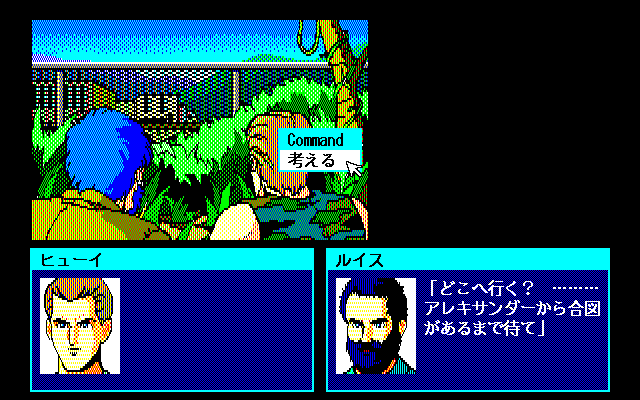 Command
考える
ヒューイ
ルイス
「どこへ行く？ ………
アレキサンダーから合図
があるまで待て」